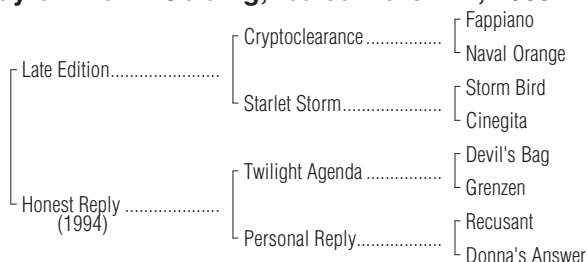 Fappiano
Cryptoclearance ................
Naval Orange
Late Edition......................
Storm Bird
Starlet Storm....................
Cinegita
Devil's Bag
Twilight Agenda ................
Grenzen
Honest Reply ...................
(1994)
Recusant
Personal Reply.................
Donna's Answer